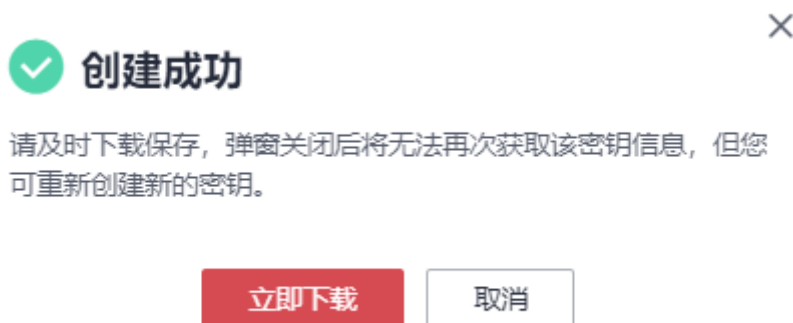 创建成功
请及时下载保存，弹窗关闭后将无法再次获取该密钥信息，但您
可重新创建新的密钥。
立即下载 取消